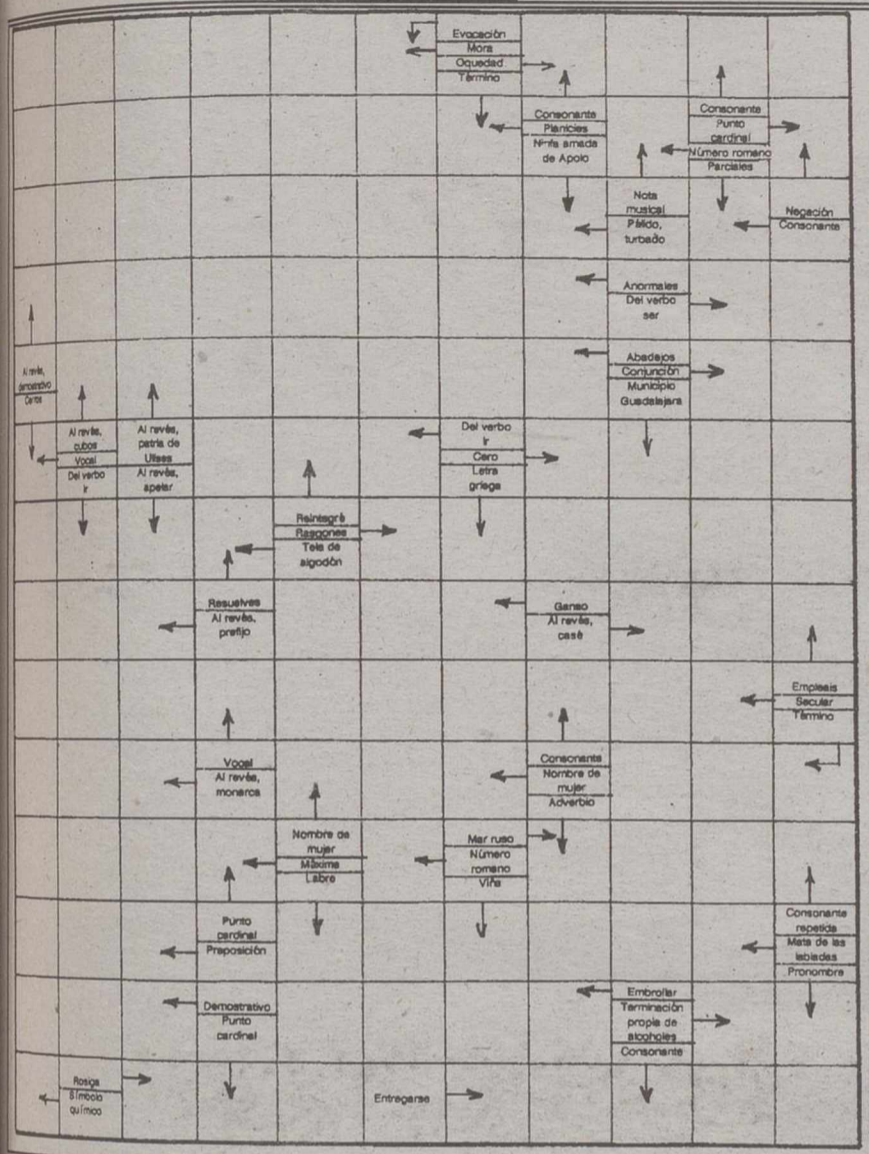 Evocación
Mora
Oquedad
Término
Consonante
Planicies
Ninfa amada
de Apolo
Consonante
Punto
cardinal
Número romano
Parciales
Nota
musical
Pálido,
turbado
Negación
Consonante
Anormales
Del verbo
ser
Al revés,
demostrativo
Cantos
Abadejos
Conjunción
Municipio
Guadalajara
Al revés,
cubos
Vocal
Del verbo
ir
Al revés,
patria de
Ulises
Al revés,
apelar
Del verbo
ir
Cero
Letra
griega
Reintegré
Rasgones
Tela de
algodón
Resuelves
Al revés,
prefijo
Ganso
Al revés,
casé
Empleais
Secular
Término
Vocal
Al revés,
monarca
Consonante
Nombre de
mujer
Adverbio
Nombre de
mujer
Máxima
Labre
Mar ruso
Número
romano
Viña
Punto
cardinal
Preposición
Consonante
repetida
Mata de las
labiadas
Pronombre
Demostrativo
Punto
cardinal
Embrollar
Terminación
propia de
alcoholes
Consonante
Rosiga
Símbolo
químico
Entregarse